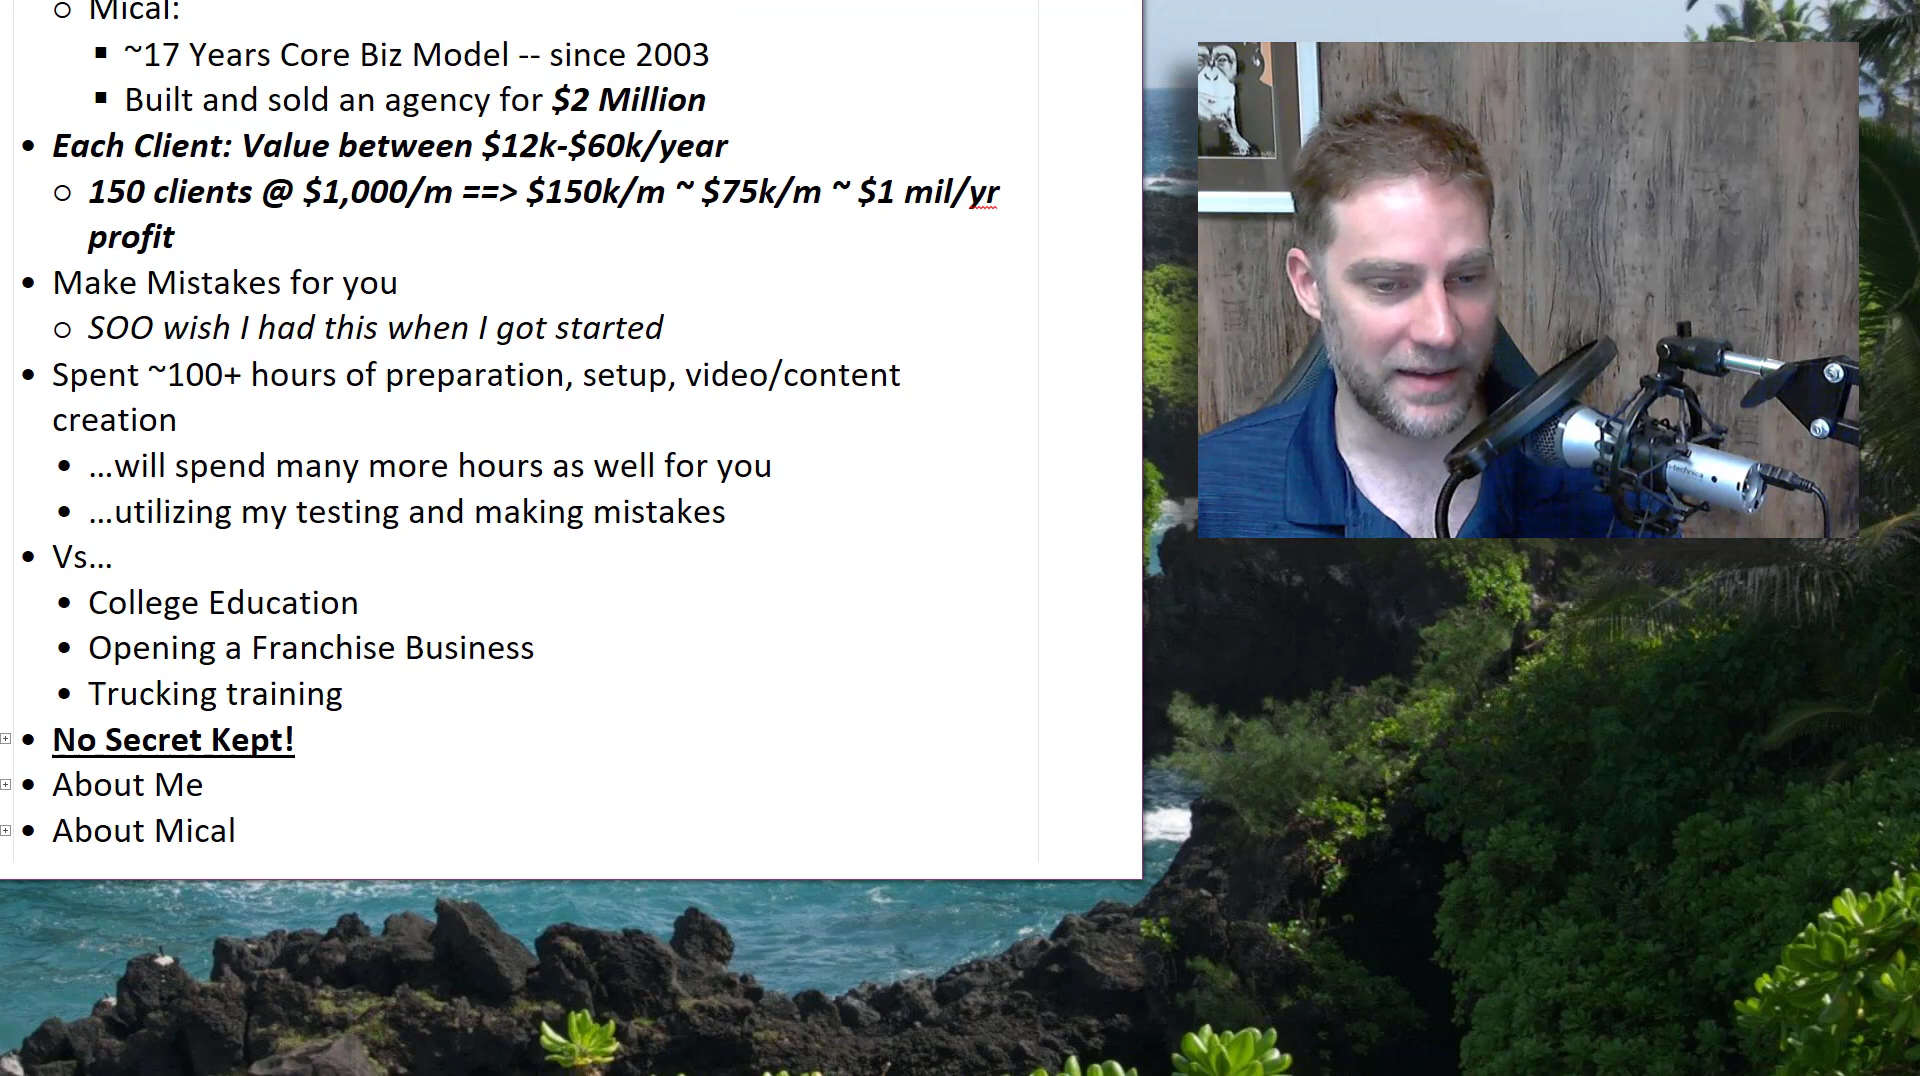 Mical:
~17 Years Core Biz Model -- since 2003
Built and sold an agency for $2 Million
Each Client: Value between $12k-$60k/year
150 clients @ $1,000/m ==> $150k/m ~ $75k/m ~ $1 mil/yr
profit
Make Mistakes for you
SOO wish I had this when I got started
Spent ~100+ hours of preparation, setup, video/content
creation
...will spend many more hours as well for you
...utilizing my testing and making mistakes
Vs...
College Education
Opening a Franchise Business
Trucking training
No Secret Kept!
About Me
About Mical